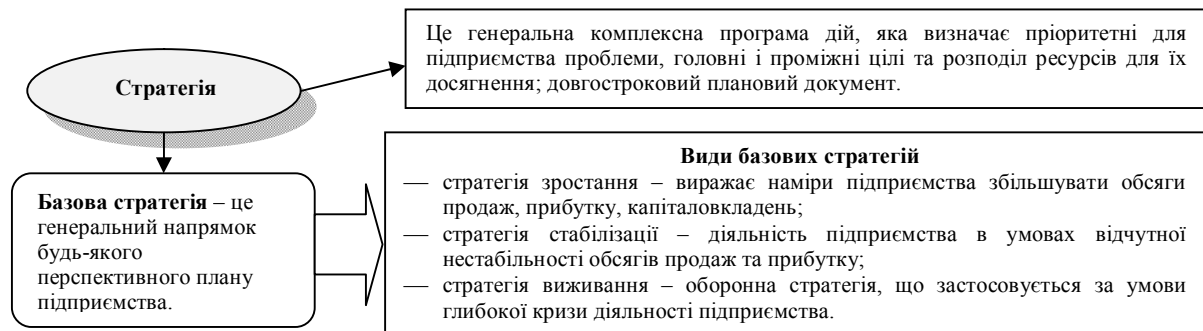 Стратегія
Це генеральна комплексна програма дій, яка визначає пріоритетні для
підприємства проблеми, головні і проміжні цілі та розподіл ресурсів для їх
досягнення; довгостроковий плановий документ.
Базова стратегія – це
генеральний напрямок
будь-якого
перспективного плану
підприємства.
Види базових стратегій
— стратегія зростання – виражає наміри підприємства збільшувати обсяги
продаж, прибутку, капіталовкладень;
— стратегія стабілізації – діяльність підприємства в умовах відчутної
нестабільності обсягів продаж та прибутку;
— стратегія виживання – оборонна стратегія, що застосовується за умови
глибокої кризи діяльності підприємства.